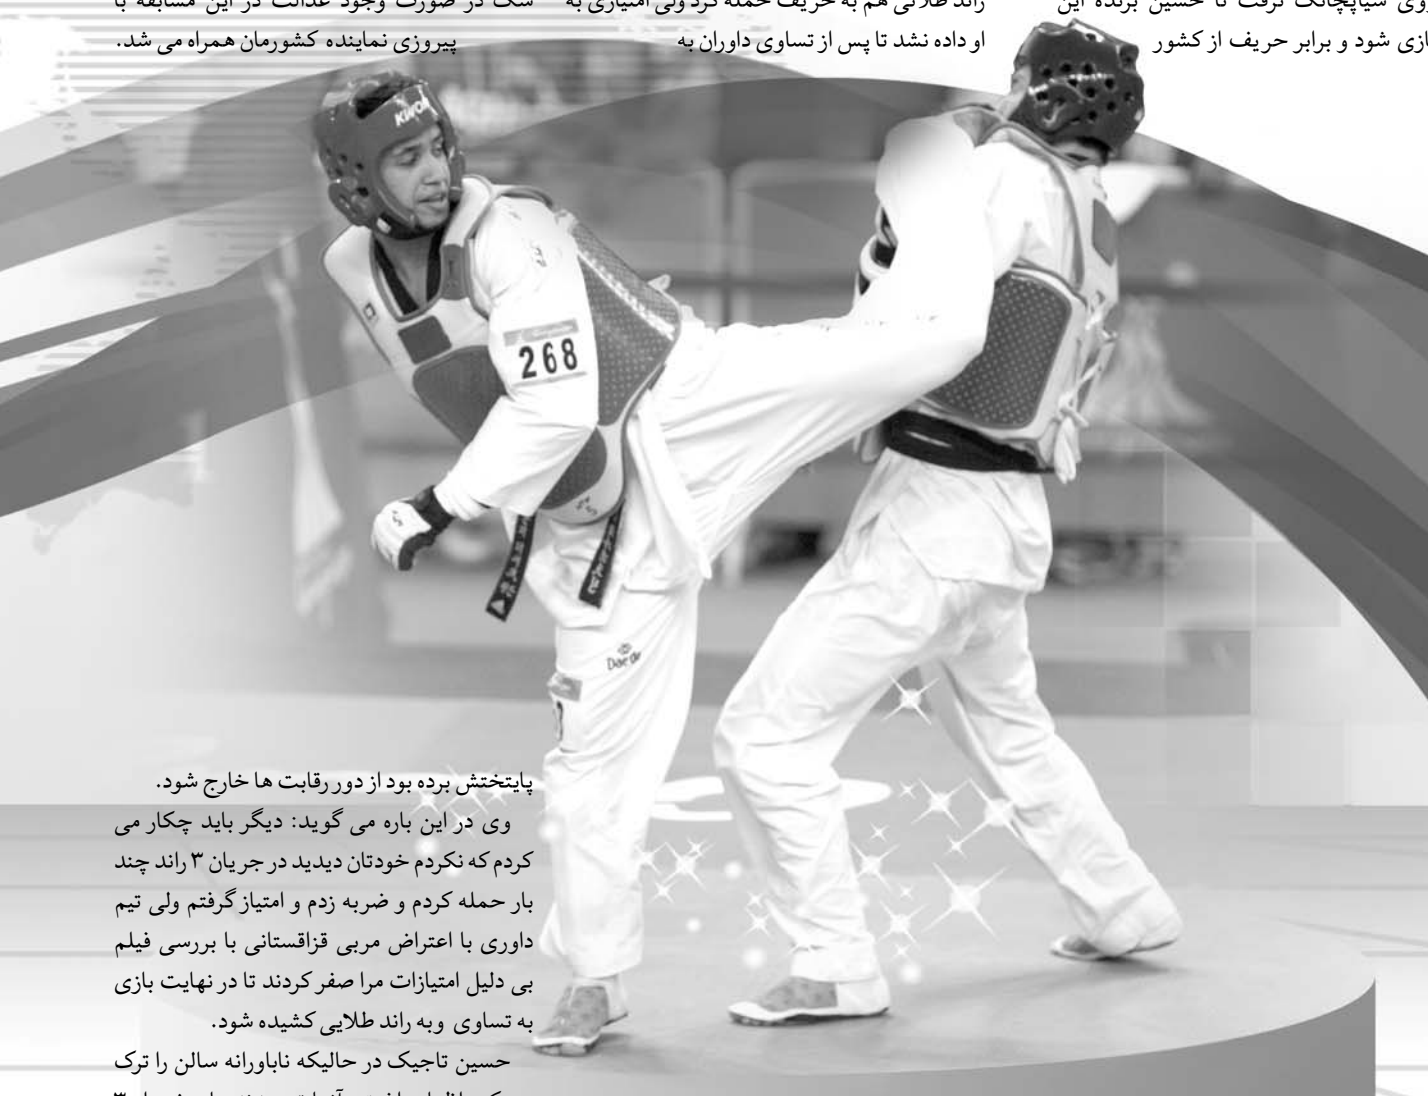 روی سیاپچانگ گرفت تا حسین برنده این
بازی شود و برابر حریف از کشور
راند طلائی هم به حریف حمله کرد ولی امتیازی به
او داده نشد تا پس از تساوی داوران به
شک در صورت وجود عدالت در این مسابقه با
پیروزی نماینده کشورمان همراه می شد.
KWON
268
Daedo
پایتختش برده بود از دور رقابت ها خارج شود.
وی در این باره می گوید: دیگر باید چکار می
کردم که نکردم خودتان دیدید در جریان ۳ راند چند
بار حمله کردم و ضربه زدم و امتیاز گرفتم ولی تیم
داوری با اعتراض مربی قزاقستانی با بررسی فیلم
بی دلیل امتیازات مرا صفر کردند تا در نهایت بازی
به تساوی وبه راند طلایی کشیده شود.
حسین تاجیک در حالیکه ناباورانه سالن را ترک